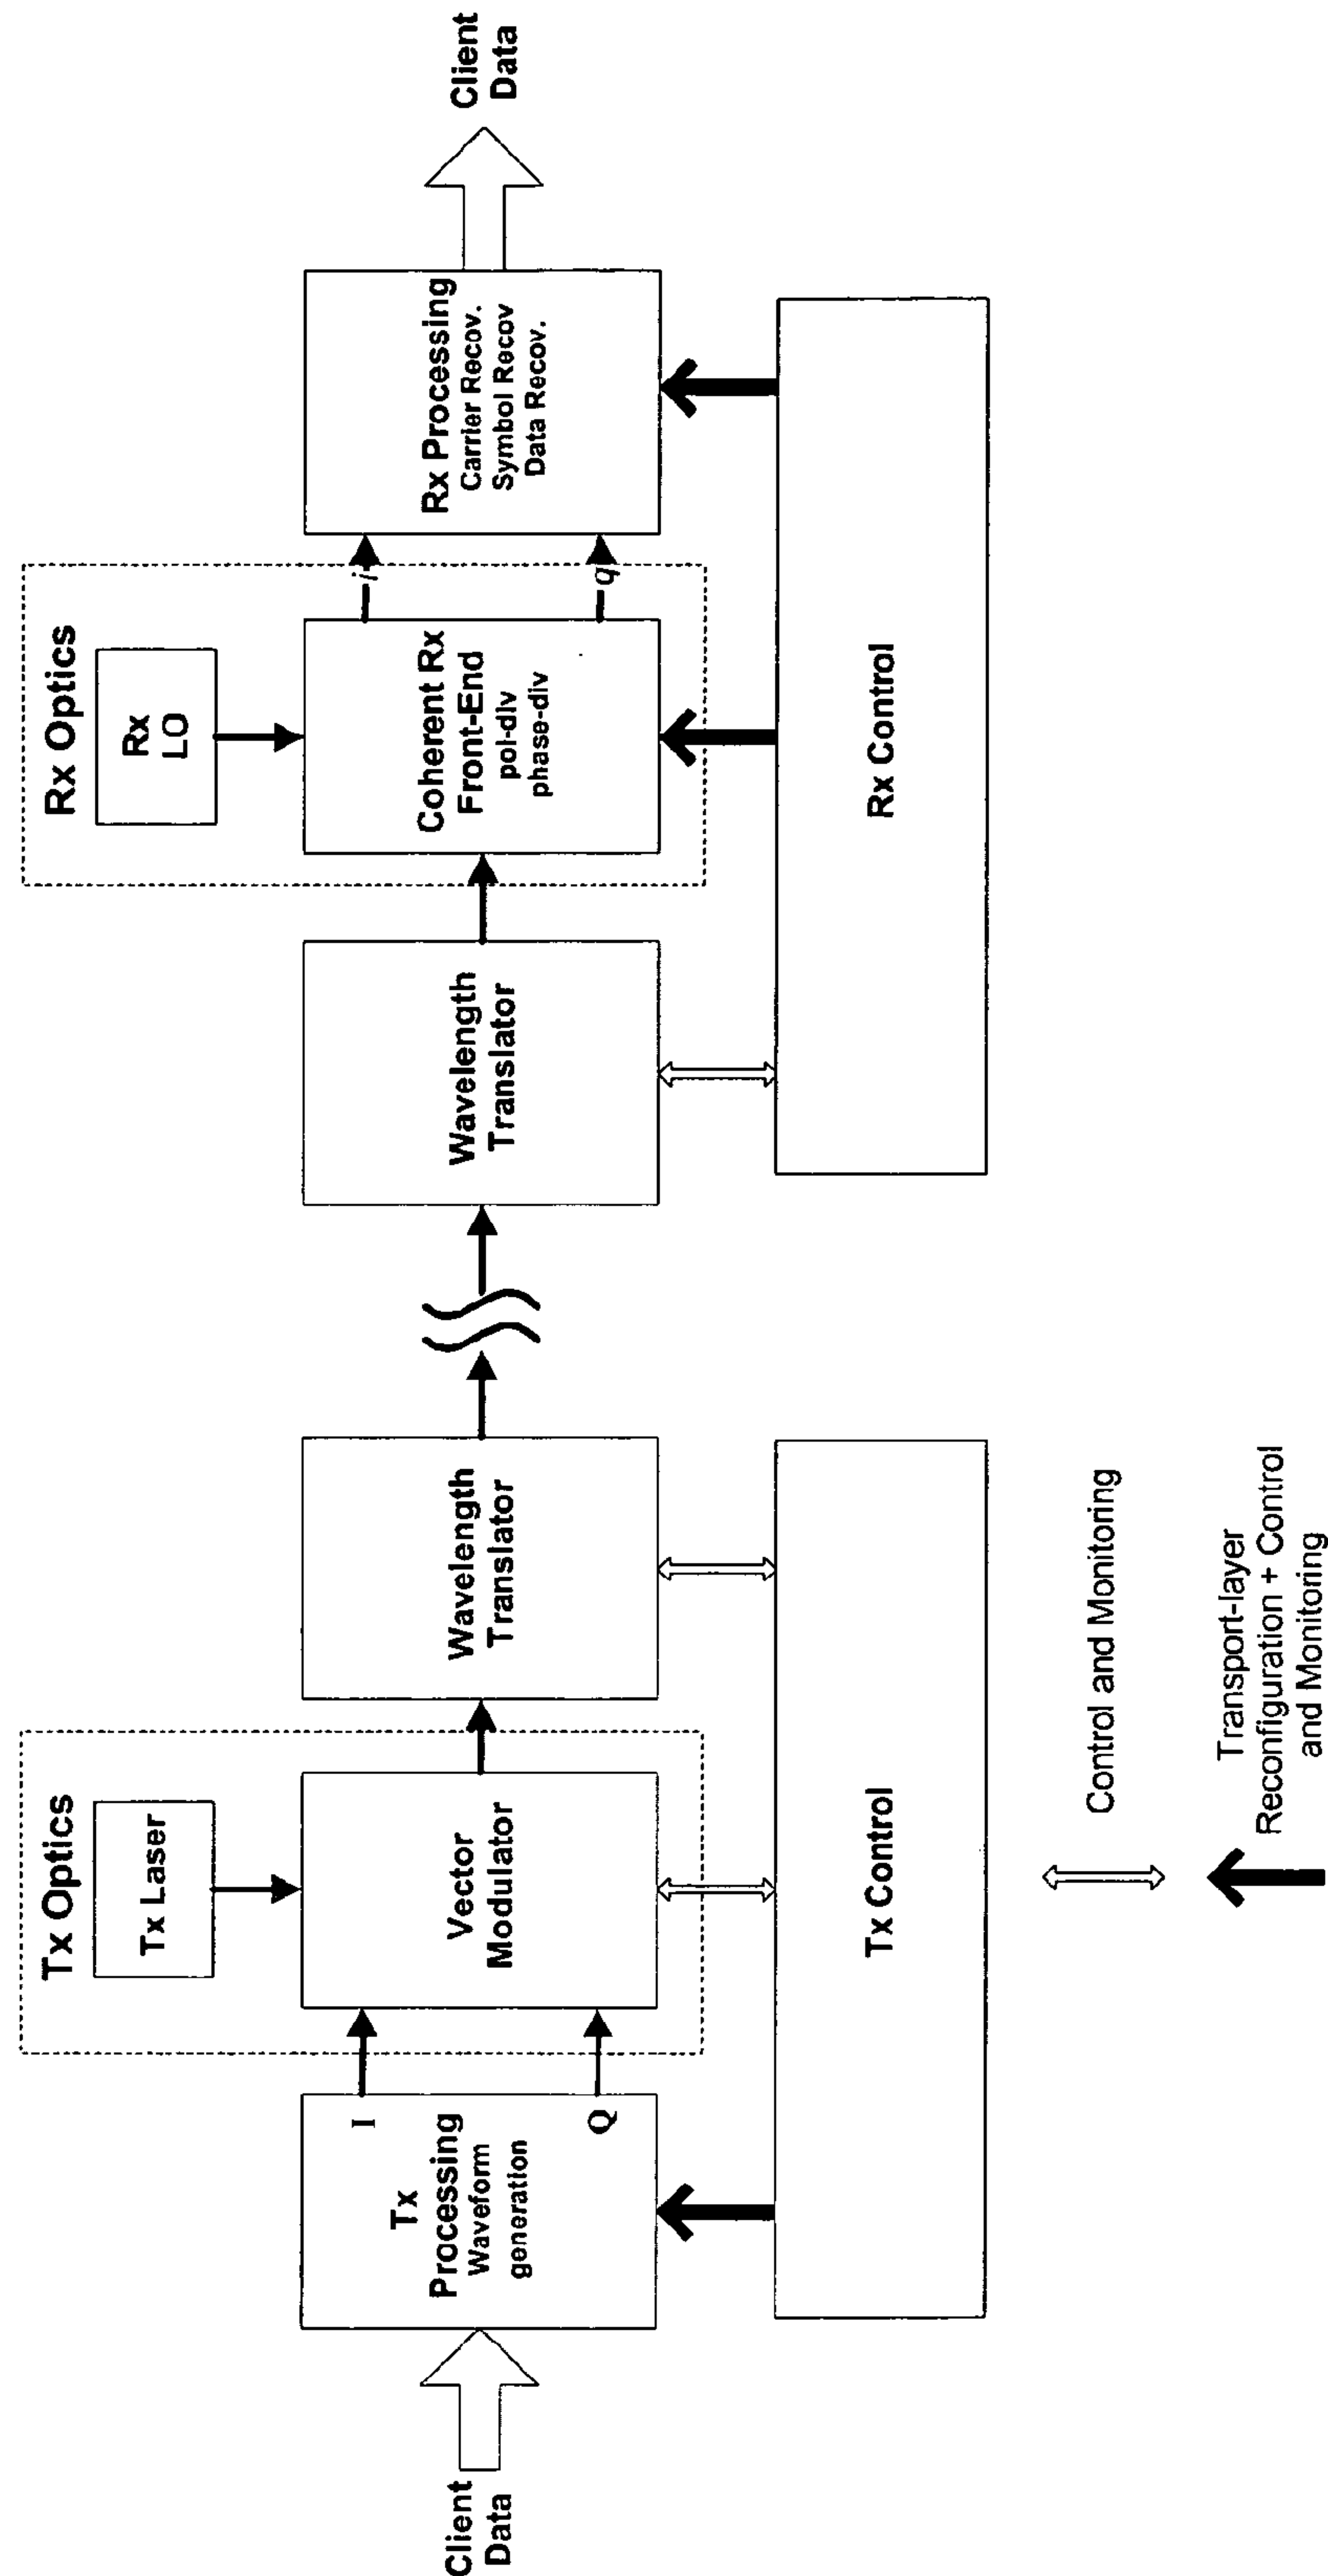 Client
Data
Tx
Processing
Waveform
generation
I
Q
Tx Optics
Tx Laser
Vector
Modulator
Wavelength
Translator
Tx Control
Wavelength
Translator
Rx Optics
Rx
LO
Coherent Rx
Front-End
pol-div
phase-div
i
q
Rx Processing
Carrier Recov.
Symbol Recov
Data Recov.
Client
Data
Rx Control
Control and Monitoring
Transport-layer
Reconfiguration + Control
and Monitoring